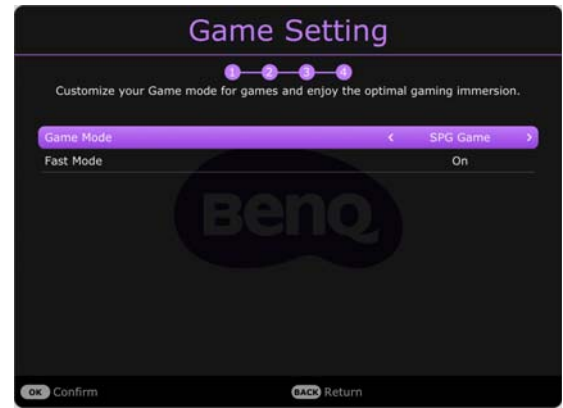 Game Setting
1 2 3 4
Customize your Game mode for games and enjoy the optimal gaming immersion.
Game Mode < SPG Game >
Fast Mode On
BenQ
OK Confirm BACK Return